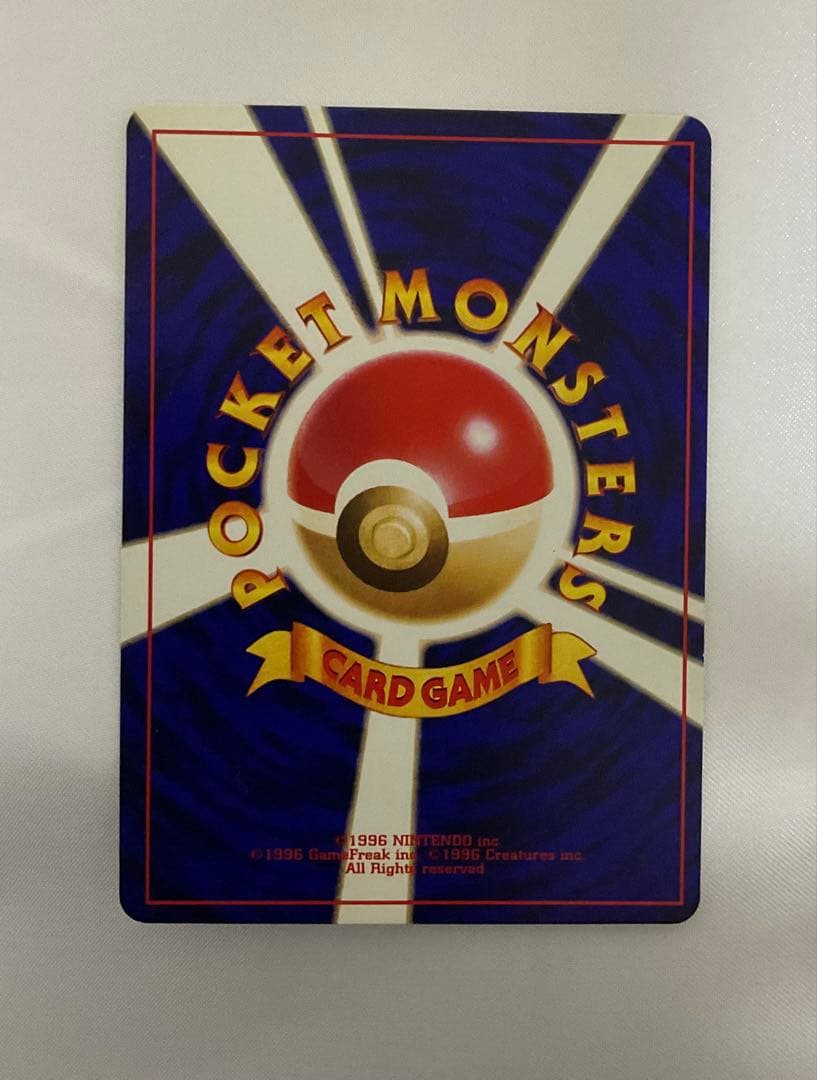 POCKET MONSTERS
CARD GAME
©1996 NINTENDO inc.
©1996 GameFreak inc. ©1996 Creatures inc.
All Rights reserved